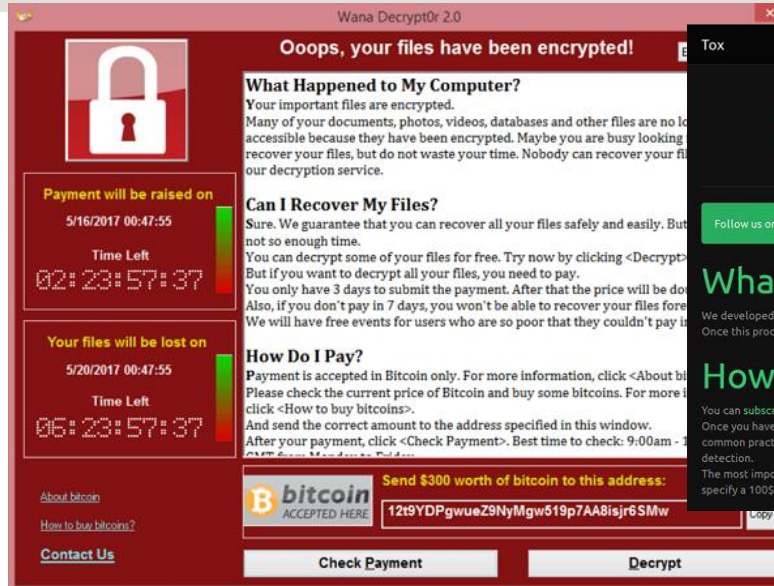 Wana Decrypt0r 2.0
Ooops, your files have been encrypted!
What Happened to My Computer?
Your important files are encrypted.
Many of your documents, photos, videos, databases and other files are no
accessible because they have been encrypted. Maybe you are busy looking
recover your files, but do not waste your time. Nobody can recover your
our decryption service.
Can I Recover My Files?
Sure. We guarantee that you can recover all your files safely and easily. But
not so enough time.
You can decrypt some of your files for free. Try now by clicking <Decrypt>
But if you want to decrypt all your files, you need to pay.
You only have 3 days to submit the payment. After that the price will be
Also, if you don't pay in 7 days, you won't be able to recover your files
We will have free events for users who are so poor that they couldn't pay
How Do I Pay?
Payment is accepted in Bitcoin only. For more information, click <About
Please check the current price of Bitcoin and buy some bitcoins. For more
click <How to buy bitcoins>.
And send the correct amount to the address specified in this window.
After your payment, click <Check Payment>. Best time to check: 9:00am -
GMT from Monday to Friday
Payment will be raised on
5/16/2017 00:47:55
Time Left
02:23:57:37
Your files will be lost on
5/20/2017 00:47:55
Time Left
06:23:57:37
About bitcoin
How to buy bitcoins?
Contact Us
bitcoin
ACCEPTED HERE
Send $300 worth of bitcoin to this address:
12t9YDPgwueZ9NyMgw519p7AA8isjr6SMw
Copy
Check Payment
Decrypt
Tox
Follow us
We developed
Once this
How
You can
Once you have
common
detection.
The most
specify a 100$